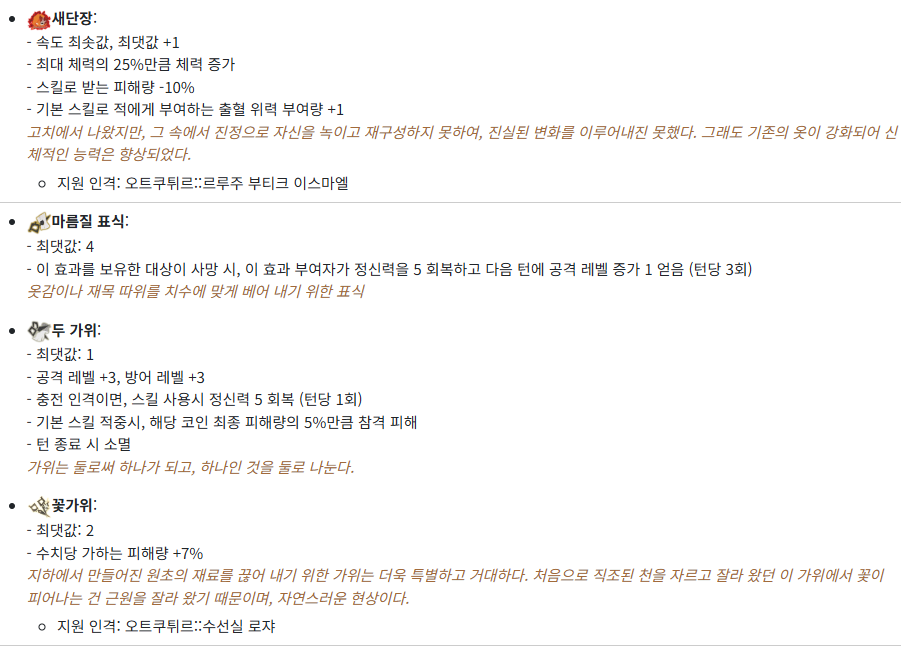 새단장:
- 속도 최솟값, 최댓값 +1
- 최대 체력의 25%만큼 체력 증가
- 스킬로 받는 피해량 -10%
- 기본 스킬로 적에게 부여하는 출혈 위력 부여량 +1
고치에서 나왔지만, 그 속에서 진정으로 자신을 녹이고 재구성하지 못하여, 진실된 변화를 이루어내진 못했다. 그래도 기존의 옷이 강화되어 신
체적인 능력은 향상되었다.
지원 인격: 오트쿠튀르::르루주 부티크 이스마엘
마름질 표식:
- 최댓값: 4
- 이 효과를 보유한 대상이 사망 시, 이 효과 부여자가 정신력을 5 회복하고 다음 턴에 공격 레벨 증가 1 얻음 (턴당 3회)
옷감이나 재목 따위를 치수에 맞게 베어 내기 위한 표식
두 가위:
- 최댓값: 1
- 공격 레벨 +3, 방어 레벨 +3
- 충전 인격이면, 스킬 사용시 정신력 5 회복 (턴당 1회)
- 기본 스킬 적중시, 해당 코인 최종 피해량의 5%만큼 참격 피해
- 턴 종료 시 소멸
가위는 둘로써 하나가 되고, 하나인 것을 둘로 나눈다.
꽃가위:
- 최댓값: 2
- 수치당 가하는 피해량 +7%
지하에서 만들어진 원초의 재료를 끊어 내기 위한 가위는 더욱 특별하고 거대하다. 처음으로 직조된 천을 자르고 잘라 왔던 이 가위에서 꽃이
피어나는 건 근원을 잘라 왔기 때문이며, 자연스러운 현상이다.
지원 인격: 오트쿠튀르::수선실 로쟈